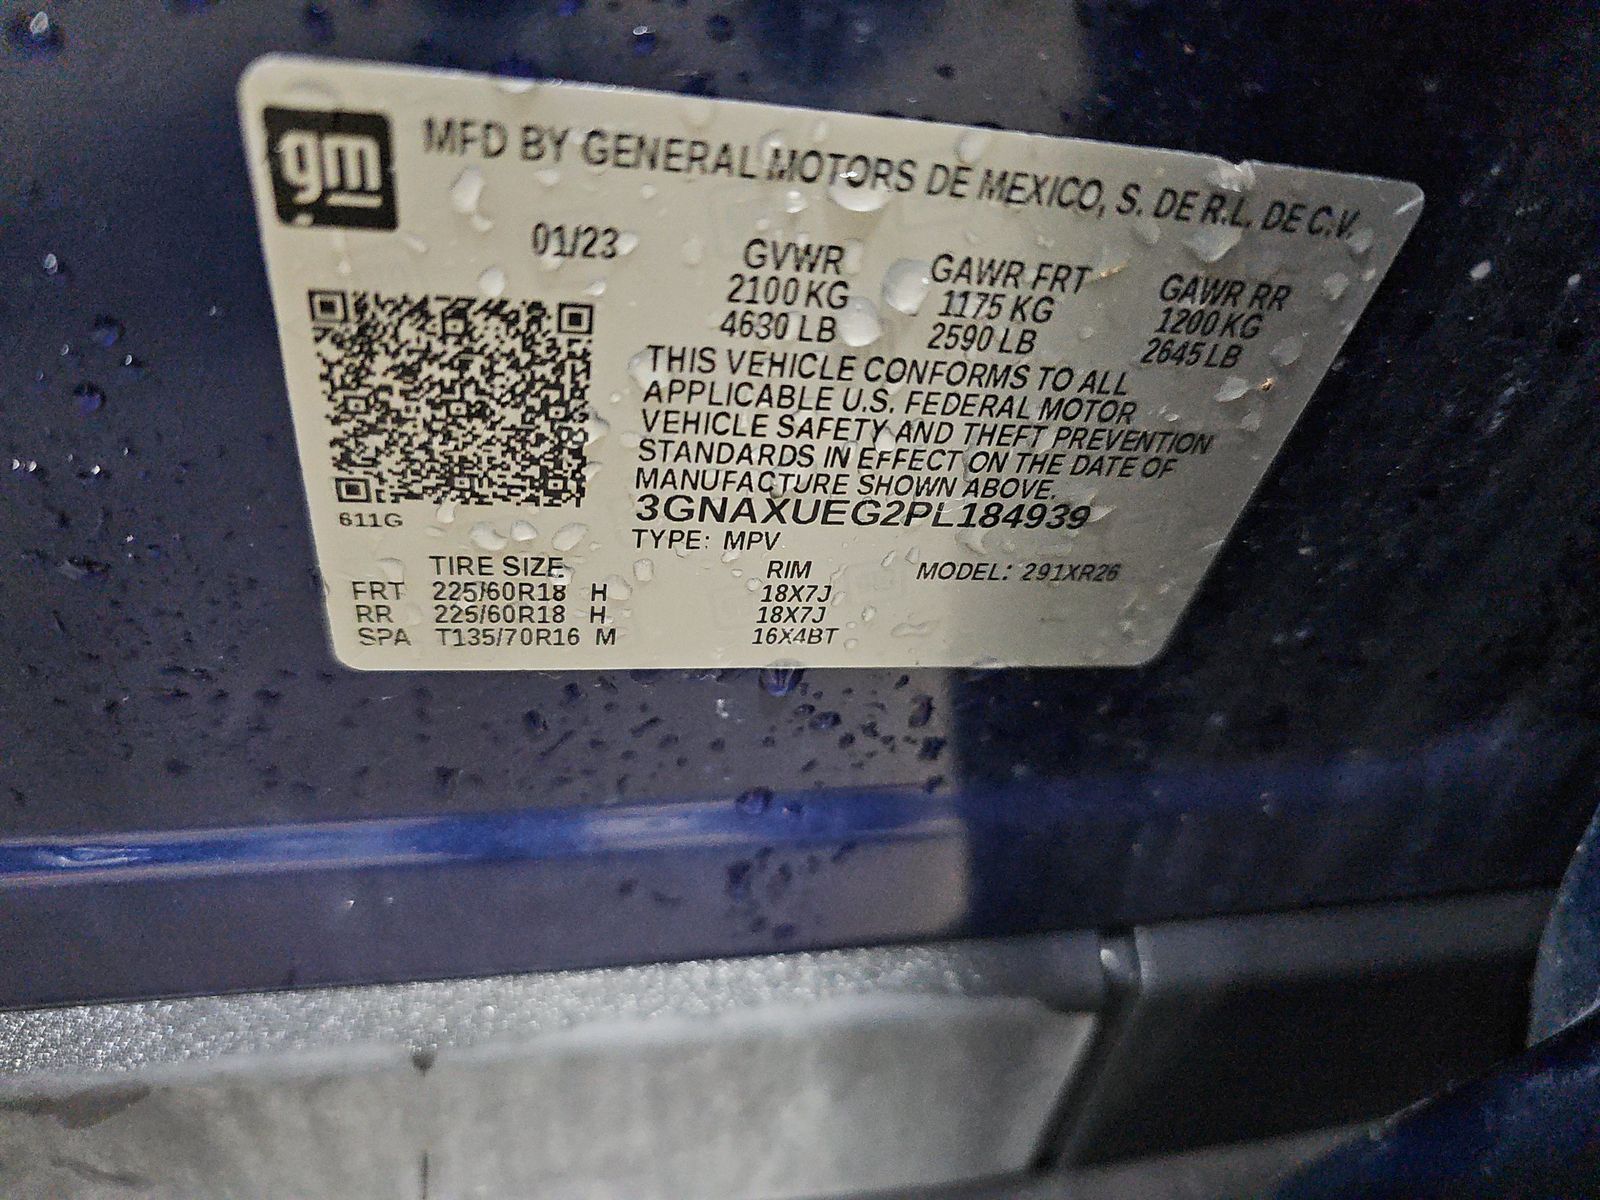 gm
MFD BY GENERAL MOTORS DE MEXICO, S. DE R.L. DE C.V.
01/23
GVWR GAWR FRT GAWR RR
2100 KG 1175 KG 1200 KG
4630 LB 2590 LB 2645 LB
THIS VEHICLE CONFORMS TO ALL
APPLICABLE U.S. FEDERAL MOTOR
VEHICLE SAFETY AND THEFT PREVENTION
STANDARDS IN EFFECT ON THE DATE OF
MANUFACTURE SHOWN ABOVE.
3GNAXUEG2PL184939
611G
TYPE: MPV
TIRE SIZE RIM MODEL: 291XR26
FRT 225/60R18 H 18X7J
RR 225/60R18 H 18X7J
SPA T135/70R16 M 16X4BT